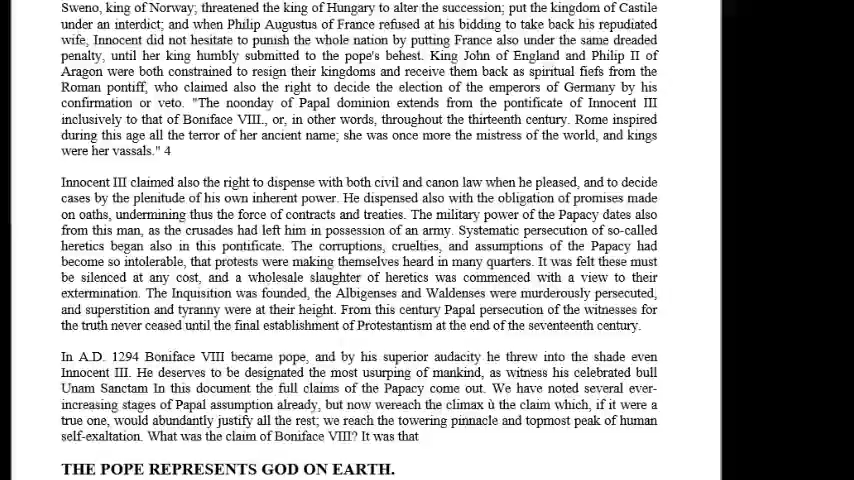 Sweno, king of Norway; threatened the king of Hungary to alter the succession; put the kingdom of Castile
under an interdict; and when Philip Augustus of France refused at his bidding to take back his repudiated
wife, Innocent did not hesitate to punish the whole nation by putting France also under the same dreaded
penalty, until her king humbly submitted to the pope's behest. King John of England and Philip II of
Aragon were both constrained to resign their kingdoms and receive them back as spiritual fiefs from the
Roman pontiff, who claimed also the right to decide the election of the emperors of Germany by his
confirmation or veto. "The noonday of Papal dominion extends from the pontificate of Innocent III
inclusively to that of Boniface VIII., or, in other words, throughout the thirteenth century. Rome inspired
during this age all the terror of her ancient name; she was once more the mistress of the world, and kings
were her vassals." 4
Innocent III claimed also the right to dispense with both civil and canon law when he pleased, and to decide
cases by the plenitude of his own inherent power. He dispensed also with the obligation of promises made
on oaths, undermining thus the force of contracts and treaties. The military power of the Papacy dates also
from this man, as the crusades had left him in possession of an army. Systematic persecution of so-called
heretics began also in this pontificate. The corruptions, cruelties, and assumptions of the Papacy had
become so intolerable, that protests were making themselves heard in many quarters. It was felt these must
be silenced at any cost, and a wholesale slaughter of heretics was commenced with a view to their
extermination. The Inquisition was founded, the Albigenses and Waldenses were murderously persecuted,
and superstition and tyranny were at their height. From this century Papal persecution of the witnesses for
the truth never ceased until the final establishment of Protestantism at the end of the seventeenth century.
In A.D. 1294 Boniface VIII became pope, and by his superior audacity he threw into the shade even
Innocent III. He deserves to be designated the most usurping of mankind, as witness his celebrated bull
Unam Sanctam In this document the full claims of the Papacy come out. We have noted several ever-
increasing stages of Papal assumption already, but now wereach the climax ù the claim which, if it were a
true one, would abundantly justify all the rest; we reach the towering pinnacle and topmost peak of human
self-exaltation. What was the claim of Boniface VIII? It was that
THE POPE REPRESENTS GOD ON EARTH.